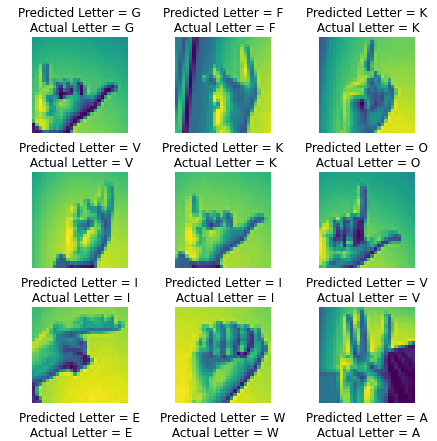 Predicted Letter = G Predicted Letter = F Predicted Letter = K
Actual Letter = G Actual Letter = F Actual Letter = K
Predicted Letter = V Predicted Letter = K Predicted Letter = O
Actual Letter = V Actual Letter = K Actual Letter = O
Predicted Letter = I Predicted Letter = I Predicted Letter = V
Actual Letter = I Actual Letter = I Actual Letter = V
Predicted Letter = E Predicted Letter = W Predicted Letter = A
Actual Letter = E Actual Letter = W Actual Letter = A